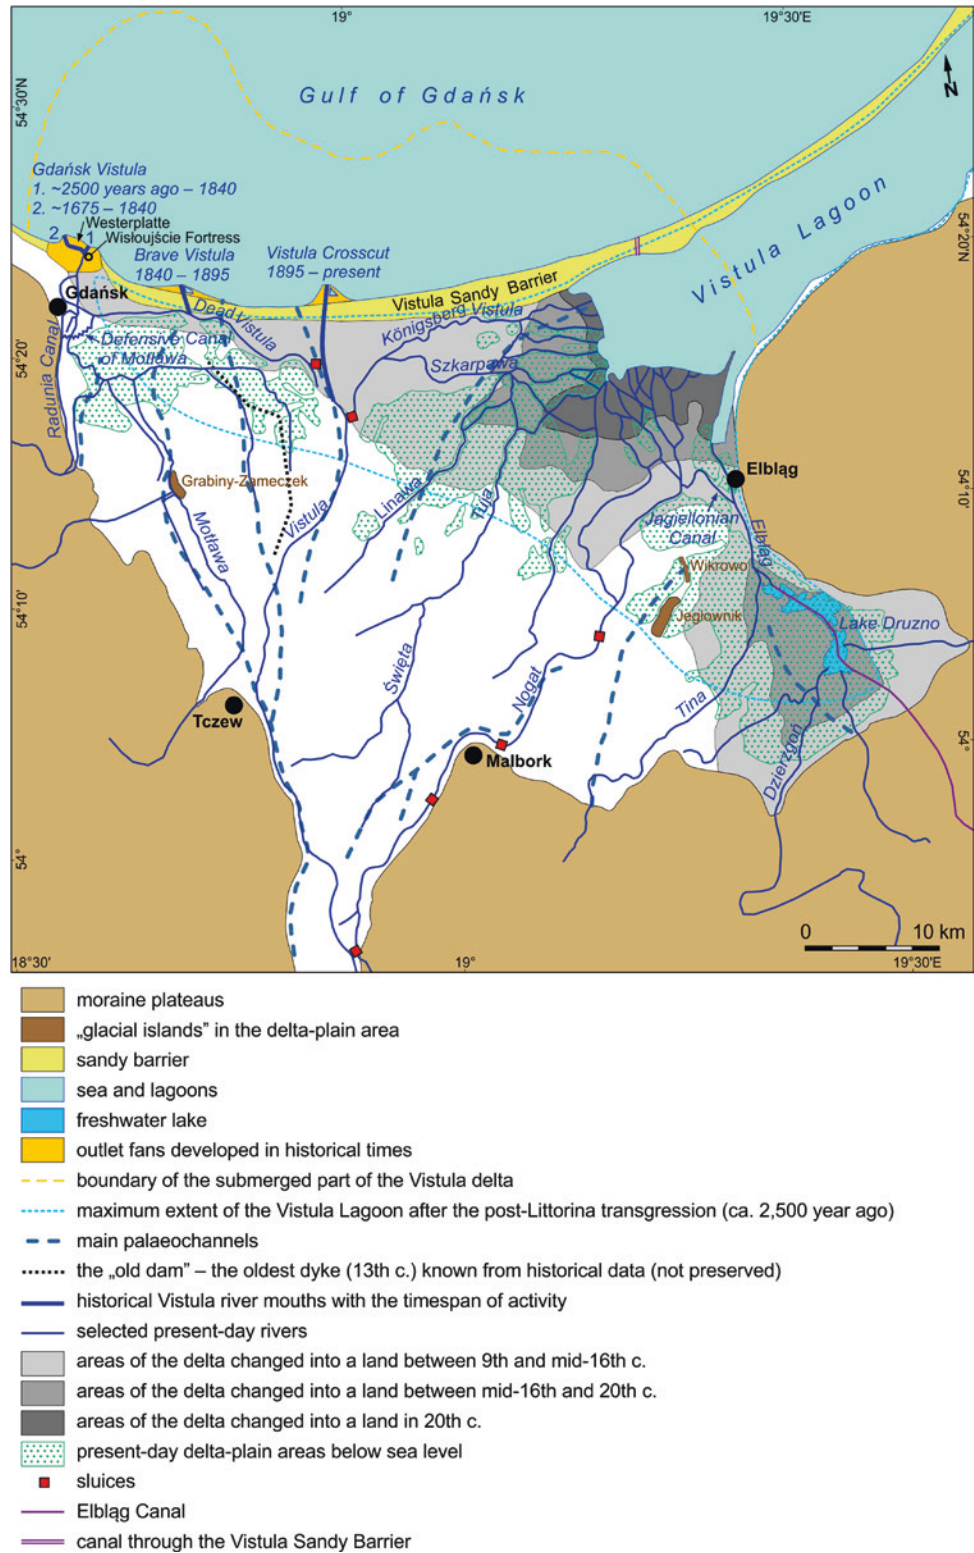 19°
19°30'E
54°30'N
Gulf of Gdańsk
N
Gdańsk Vistula
1. ~2500 years ago – 1840
2. ~1675 – 1840
Westerplatte
2
1
Wisłoujście Fortress
Brave Vistula
1840 – 1895
Vistula Crosscut
1895 – present
Vistula Lagoon
54°20'N
Gdańsk
Vistula Sandy Barrier
Dead Vistula
Königsberg Vistula
Defensive Canal
of Motława
Szkarpawa
54°20'
Radunia Canal
Elbląg
Grabiny-Zameczek
Linawa
Tuja
Jagiellonian
Canal
54°10'
Motława
Vistula
Elbląg
Wikrowo
Jegłownik
54°10'
Lake Druzno
Święta
Nogat
Tina
Tczew
Malbork
Dzierzgoń
54°
54°
0 10 km
18°30'
19°
19°30'E
moraine plateaus
„glacial islands” in the delta-plain area
sandy barrier
sea and lagoons
freshwater lake
outlet fans developed in historical times
boundary of the submerged part of the Vistula delta
maximum extent of the Vistula Lagoon after the post-Littorina transgression (ca. 2,500 year ago)
main palaeochannels
the „old dam” – the oldest dyke (13th c.) known from historical data (not preserved)
historical Vistula river mouths with the timespan of activity
selected present-day rivers
areas of the delta changed into a land between 9th and mid-16th c.
areas of the delta changed into a land between mid-16th and 20th c.
areas of the delta changed into a land in 20th c.
present-day delta-plain areas below sea level
sluices
Elbląg Canal
canal through the Vistula Sandy Barrier